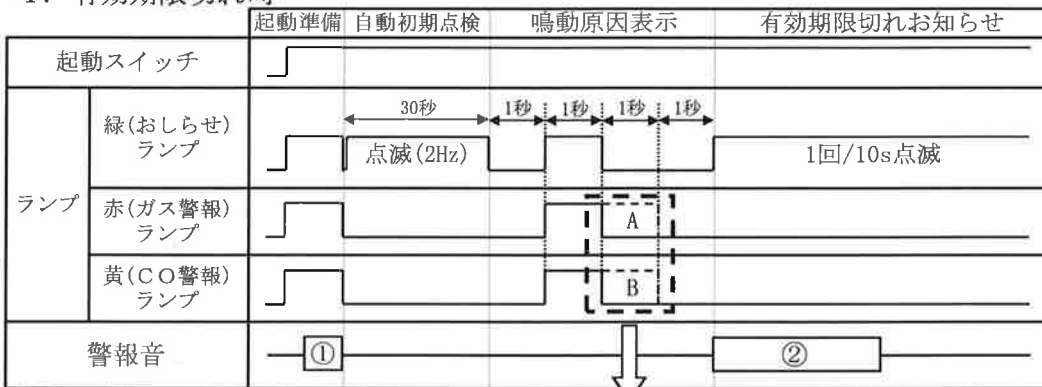 起動準備 自動初期点検 鳴動原因表示 有効期限切れお知らせ
起動スイッチ
30秒 1秒 1秒 1秒 1秒
緑(おしらせ)
ランプ
点滅(2Hz)
1回/10s点滅
ランプ
赤(ガス警報)
ランプ
A
黄(CO警報)
ランプ
B
警報音
①
②